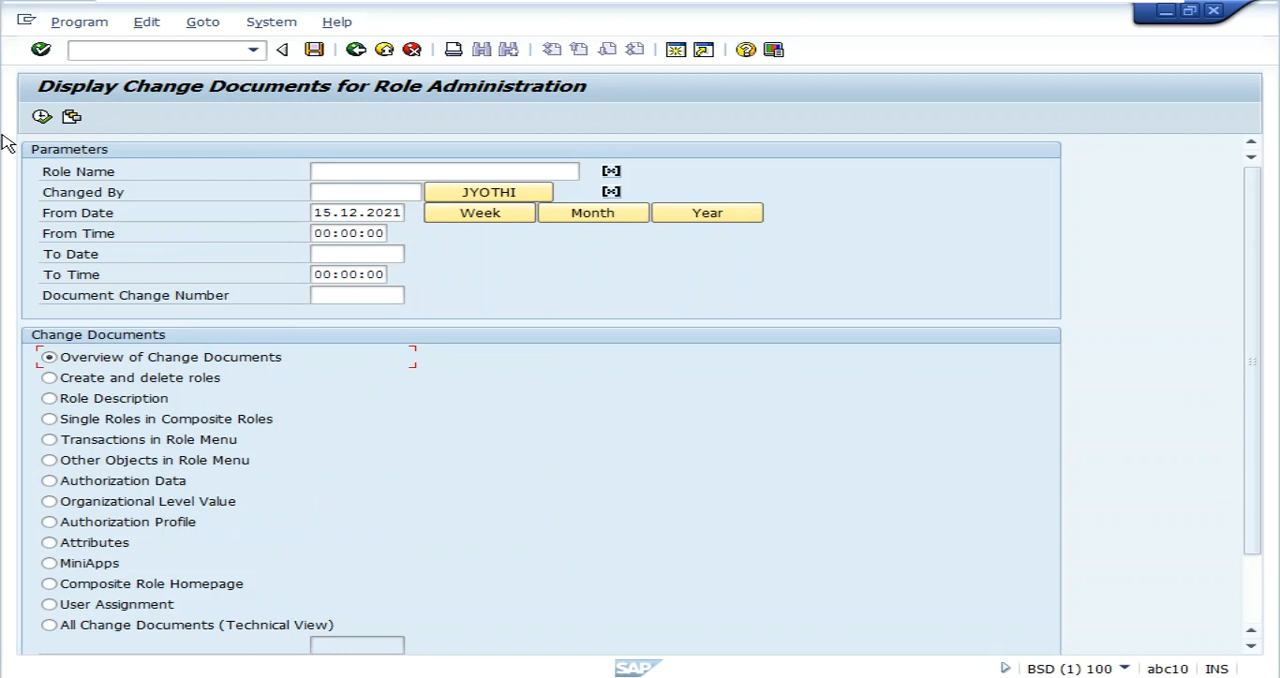 Program Edit Goto System Help
Display Change Documents for Role Administration
Parameters
Role Name
Changed By JYOTHI
From Date 15.12.2021 Week Month Year
From Time 00:00:00
To Date
To Time 00:00:00
Document Change Number
Change Documents
Overview of Change Documents
Create and delete roles
Role Description
Single Roles in Composite Roles
Transactions in Role Menu
Other Objects in Role Menu
Authorization Data
Organizational Level Value
Authorization Profile
Attributes
MiniApps
Composite Role Homepage
User Assignment
All Change Documents (Technical View)
SAP BSD (1) 100 abc10 INS